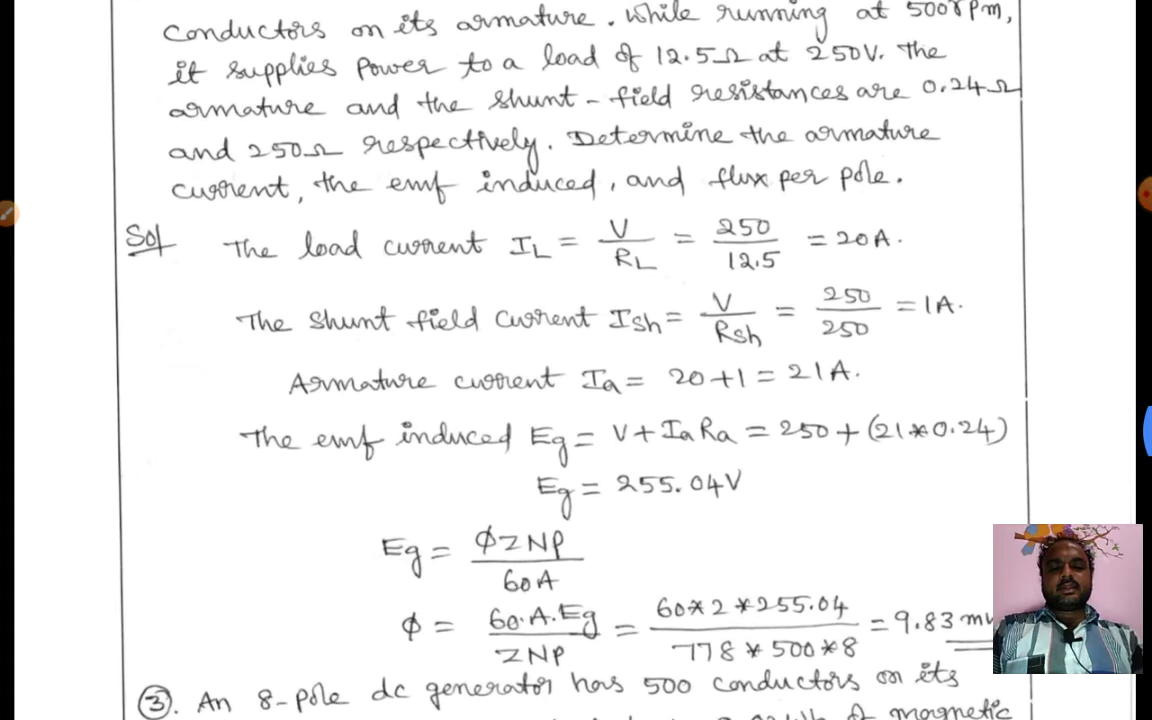 conductors on its armature. While running at 500rpm,
it supplies power to a load of 12.5Ω at 250V. The
armature and the shunt-field resistances are 0.24Ω
and 250Ω respectively. Determine the armature
current, the emf induced, and flux per pole.
Sol The load current IL = V/RL = 250/12.5 = 20A.
The shunt field current Ish = V/Rsh = 250/250 = 1A.
Armature current Ia = 20+1 = 21A.
The emf induced Eg = V+IaRa = 250+(21*0.24)
Eg = 255.04V
Eg = ϕZNP/60A
ϕ = 60.A.Eg/ZNP = 60*2*255.04/778*500*8 = 9.83 m
③. An 8-pole dc generator has 500 conductors on its
of magnetic